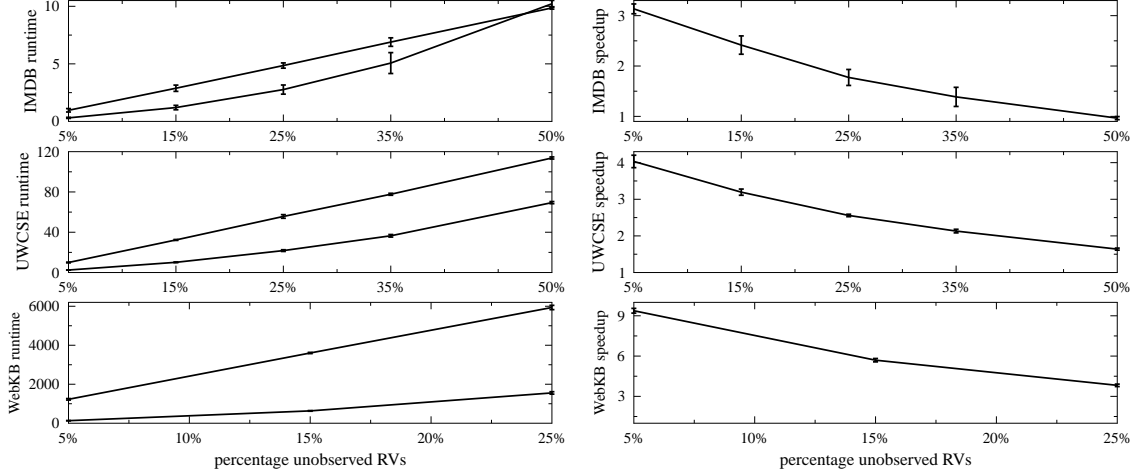 10
5
0
IMDB runtime
5% 15% 25% 35% 50%
3
2
1
IMDB speedup
5% 15% 25% 35% 50%
120
80
40
0
UWCSE runtime
5% 15% 25% 35% 50%
4
3
2
1
UWCSE speedup
5% 15% 25% 35% 50%
6000
4000
2000
0
WebKB runtime
5% 10% 15% 20% 25%
percentage unobserved RVs
9
6
3
WebKB speedup
5% 10% 15% 20% 25%
percentage unobserved RVs